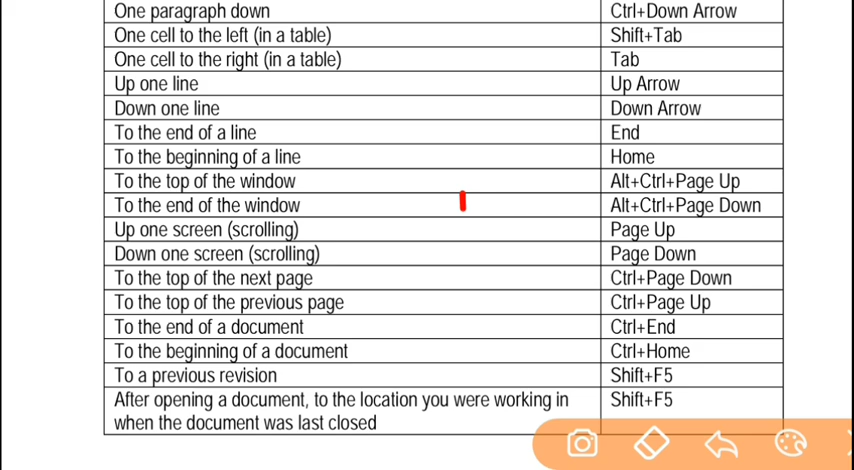 One paragraph down Ctrl+Down Arrow
One cell to the left (in a table) Shift+Tab
One cell to the right (in a table) Tab
Up one line Up Arrow
Down one line Down Arrow
To the end of a line End
To the beginning of a line Home
To the top of the window Alt+Ctrl+Page Up
To the end of the window Alt+Ctrl+Page Down
Up one screen (scrolling) Page Up
Down one screen (scrolling) Page Down
To the top of the next page Ctrl+Page Down
To the top of the previous page Ctrl+Page Up
To the end of a document Ctrl+End
To the beginning of a document Ctrl+Home
To a previous revision Shift+F5
After opening a document, to the location you were working in Shift+F5
when the document was last closed